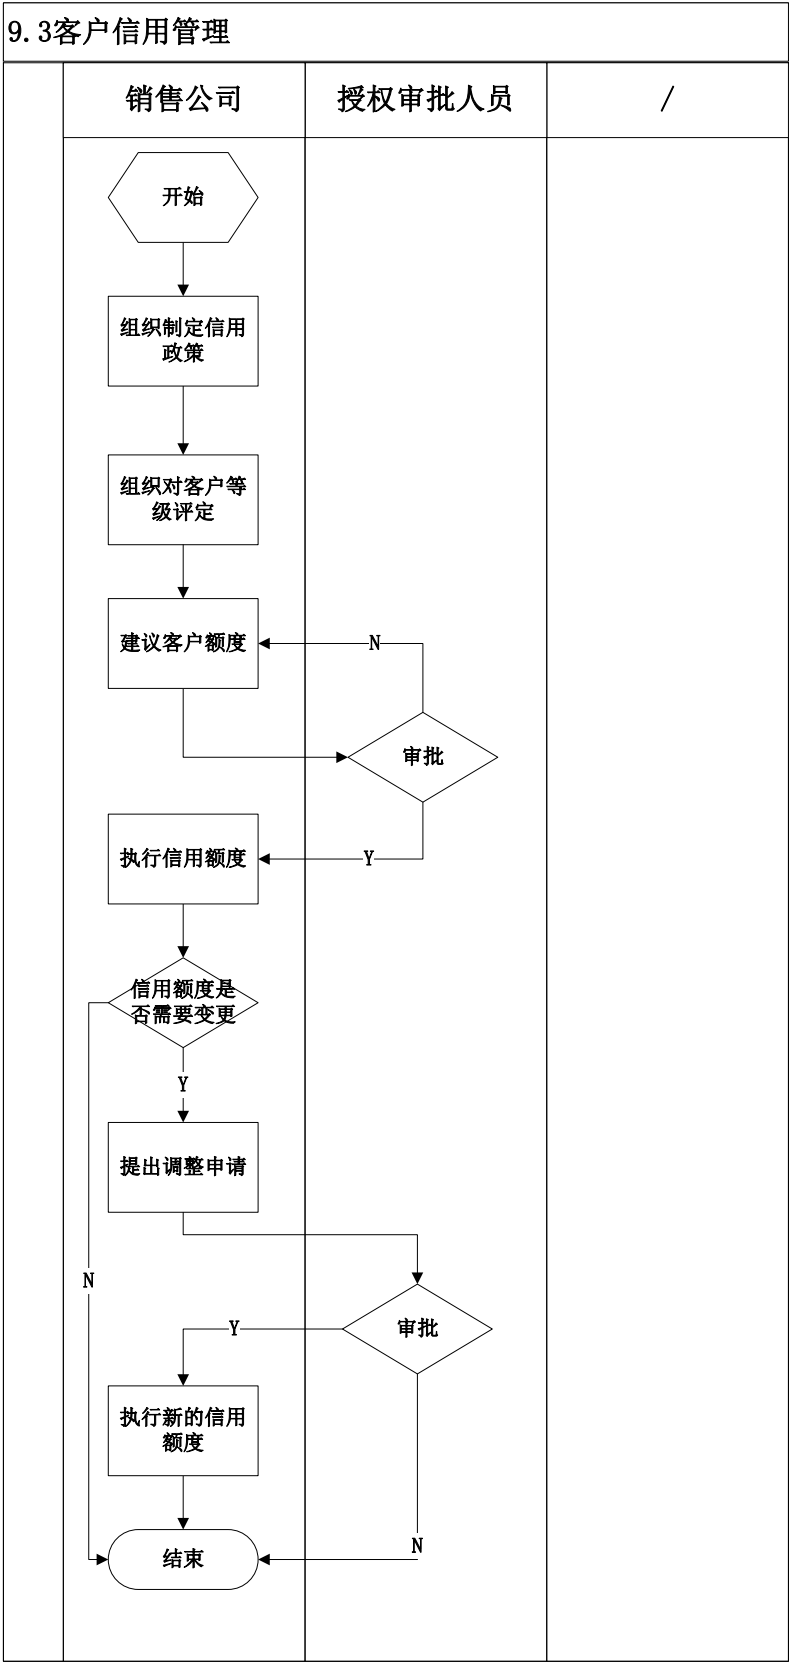 9.3客户信用管理
销售公司
授权审批人员
/
开始
组织制定信用
政策
组织对客户等
级评定
建议客户额度
N
审批
执行信用额度
Y
信用额度是
否需要变更
Y
提出调整申请
N
Y
审批
执行新的信用
额度
N
结束